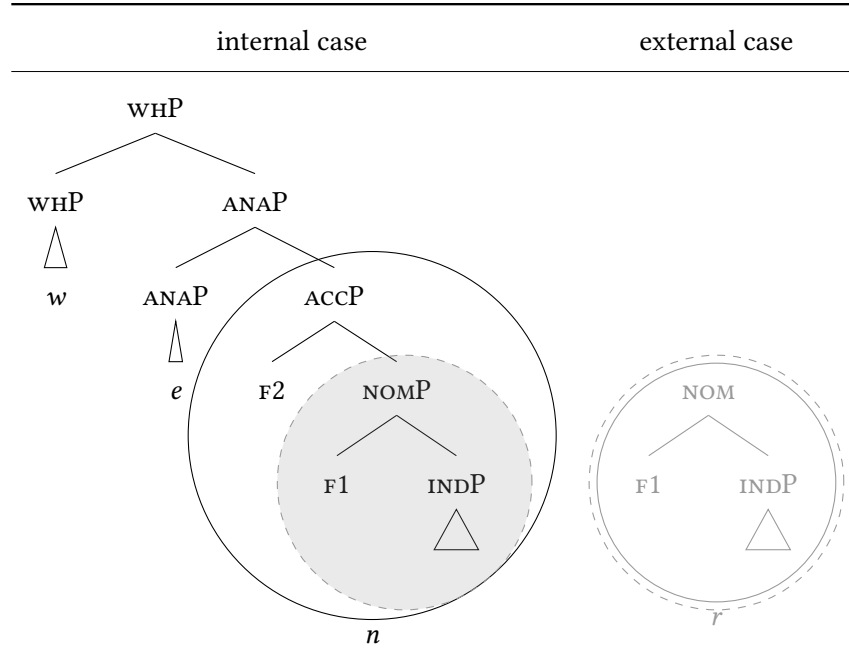 internal case external case
WHP
WHP ANAP
w ANAP ACCP
e F2 NOMP NOM
F1 INDP F1 INDP
n r